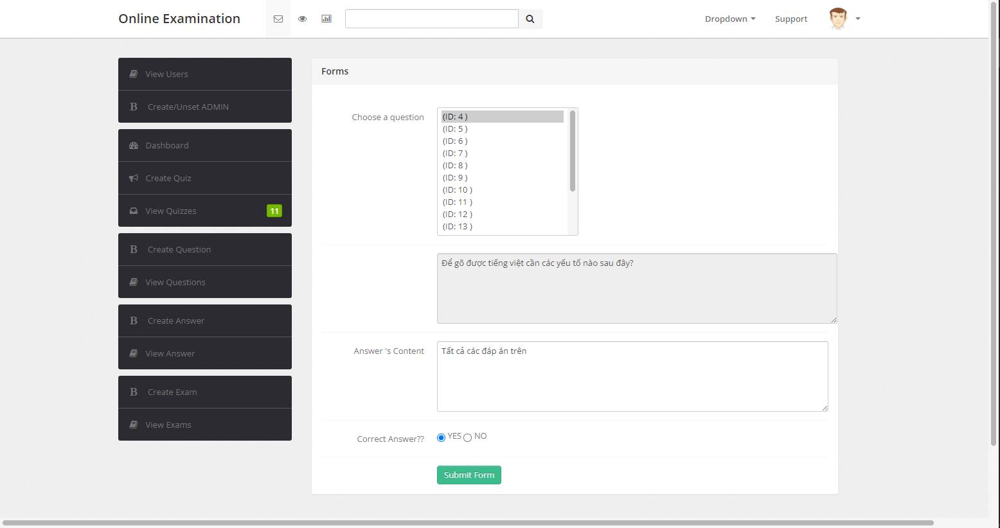 Online Examination
Dropdown
Support
View Users
B Create/Unset ADMIN
Dashboard
Create Quiz
View Quizzes 11
B Create Question
View Questions
B Create Answer
View Answer
B Create Exam
View Exams
Forms
Choose a question
(ID: 4 )
(ID: 5 )
(ID: 6 )
(ID: 7 )
(ID: 8 )
(ID: 9 )
(ID: 10 )
(ID: 11 )
(ID: 12 )
(ID: 13 )
Để gõ được tiếng việt cần các yếu tố nào sau đây?
Answer 's Content
Tất cả các đáp án trên
Correct Answer??
YES NO
Submit Form